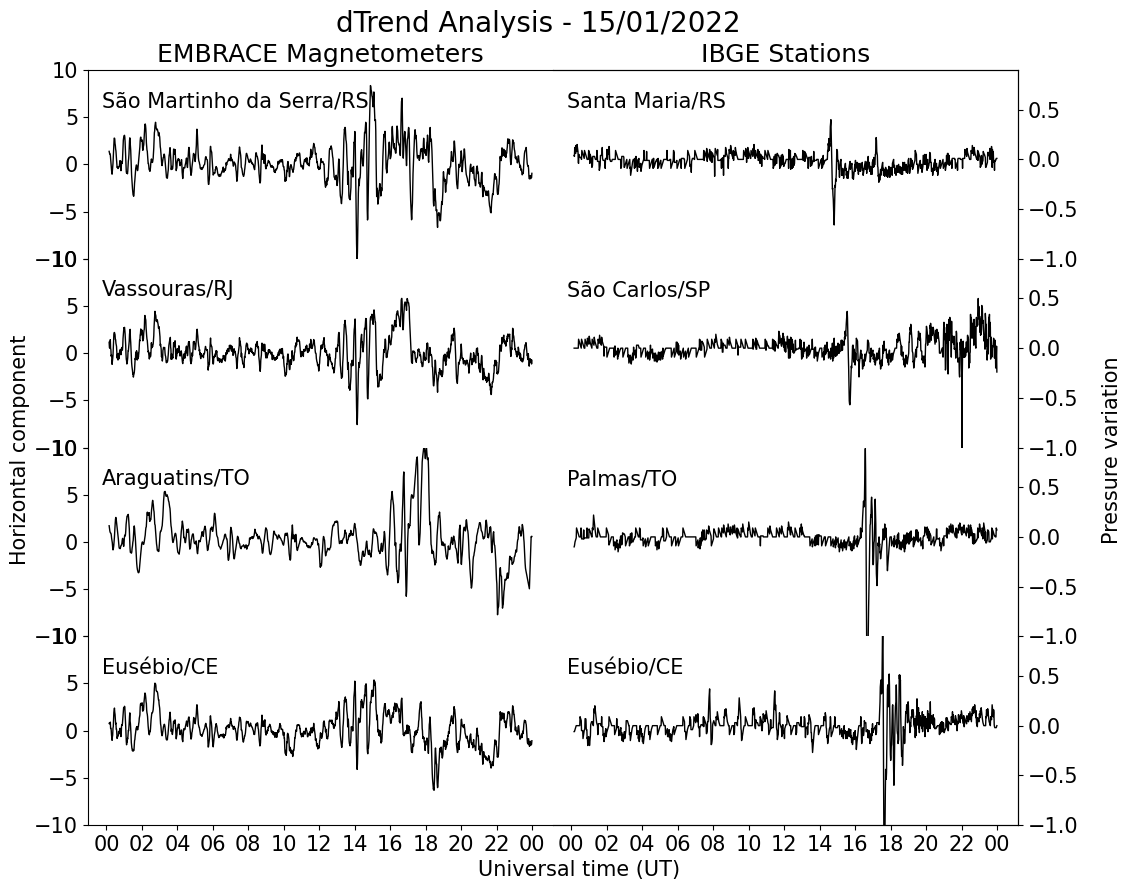 dTrend Analysis - 15/01/2022
EMBRACE Magnetometers
IBGE Stations
Horizontal component
10
5
0
−5
−10
São Martinho da Serra/RS
Santa Maria/RS
0.5
0.0
−0.5
−1.0
10
5
0
−5
−10
Vassouras/RJ
São Carlos/SP
0.5
0.0
−0.5
−1.0
10
5
0
−5
−10
Araguatins/TO
Palmas/TO
0.5
0.0
−0.5
−1.0
10
5
0
−5
−10
Eusébio/CE
Eusébio/CE
0.5
0.0
−0.5
−1.0
Pressure variation
00 02 04 06 08 10 12 14 16 18 20 22 00
00 02 04 06 08 10 12 14 16 18 20 22 00
Universal time (UT)